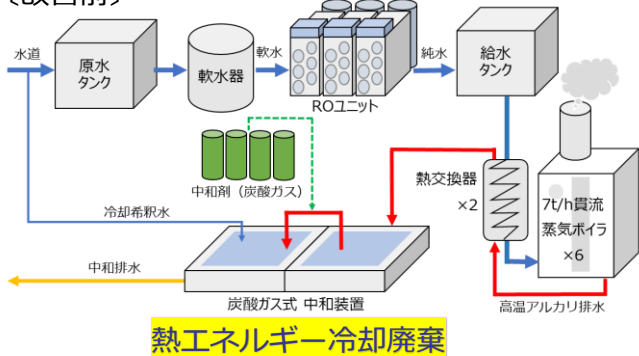 水道
原水
タンク
軟水器
軟水
ROユニット
純水
給水
タンク
中和剤（炭酸ガス）
熱交換器
×2
7t/h貫流
蒸気ボイラ
×6
冷却希釈水
中和排水
炭酸ガス式 中和装置
高温アルカリ排水
熱エネルギー冷却廃棄